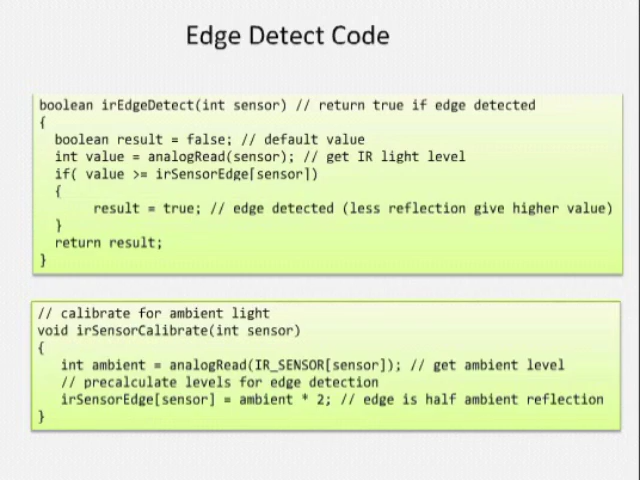 Edge Detect Code
boolean irEdgeDetect(int sensor) // return true if edge detected
{
boolean result = false; // default value
int value = analogRead(sensor); // get IR light level
if( value >= irSensorEdge[sensor])
{
result = true; // edge detected (less reflection give higher value)
}
return result;
}
// calibrate for ambient light
void irSensorCalibrate(int sensor)
{
int ambient = analogRead(IR_SENSOR[sensor]); // get ambient level
// precalculate levels for edge detection
irSensorEdge[sensor] = ambient * 2; // edge is half ambient reflection
}